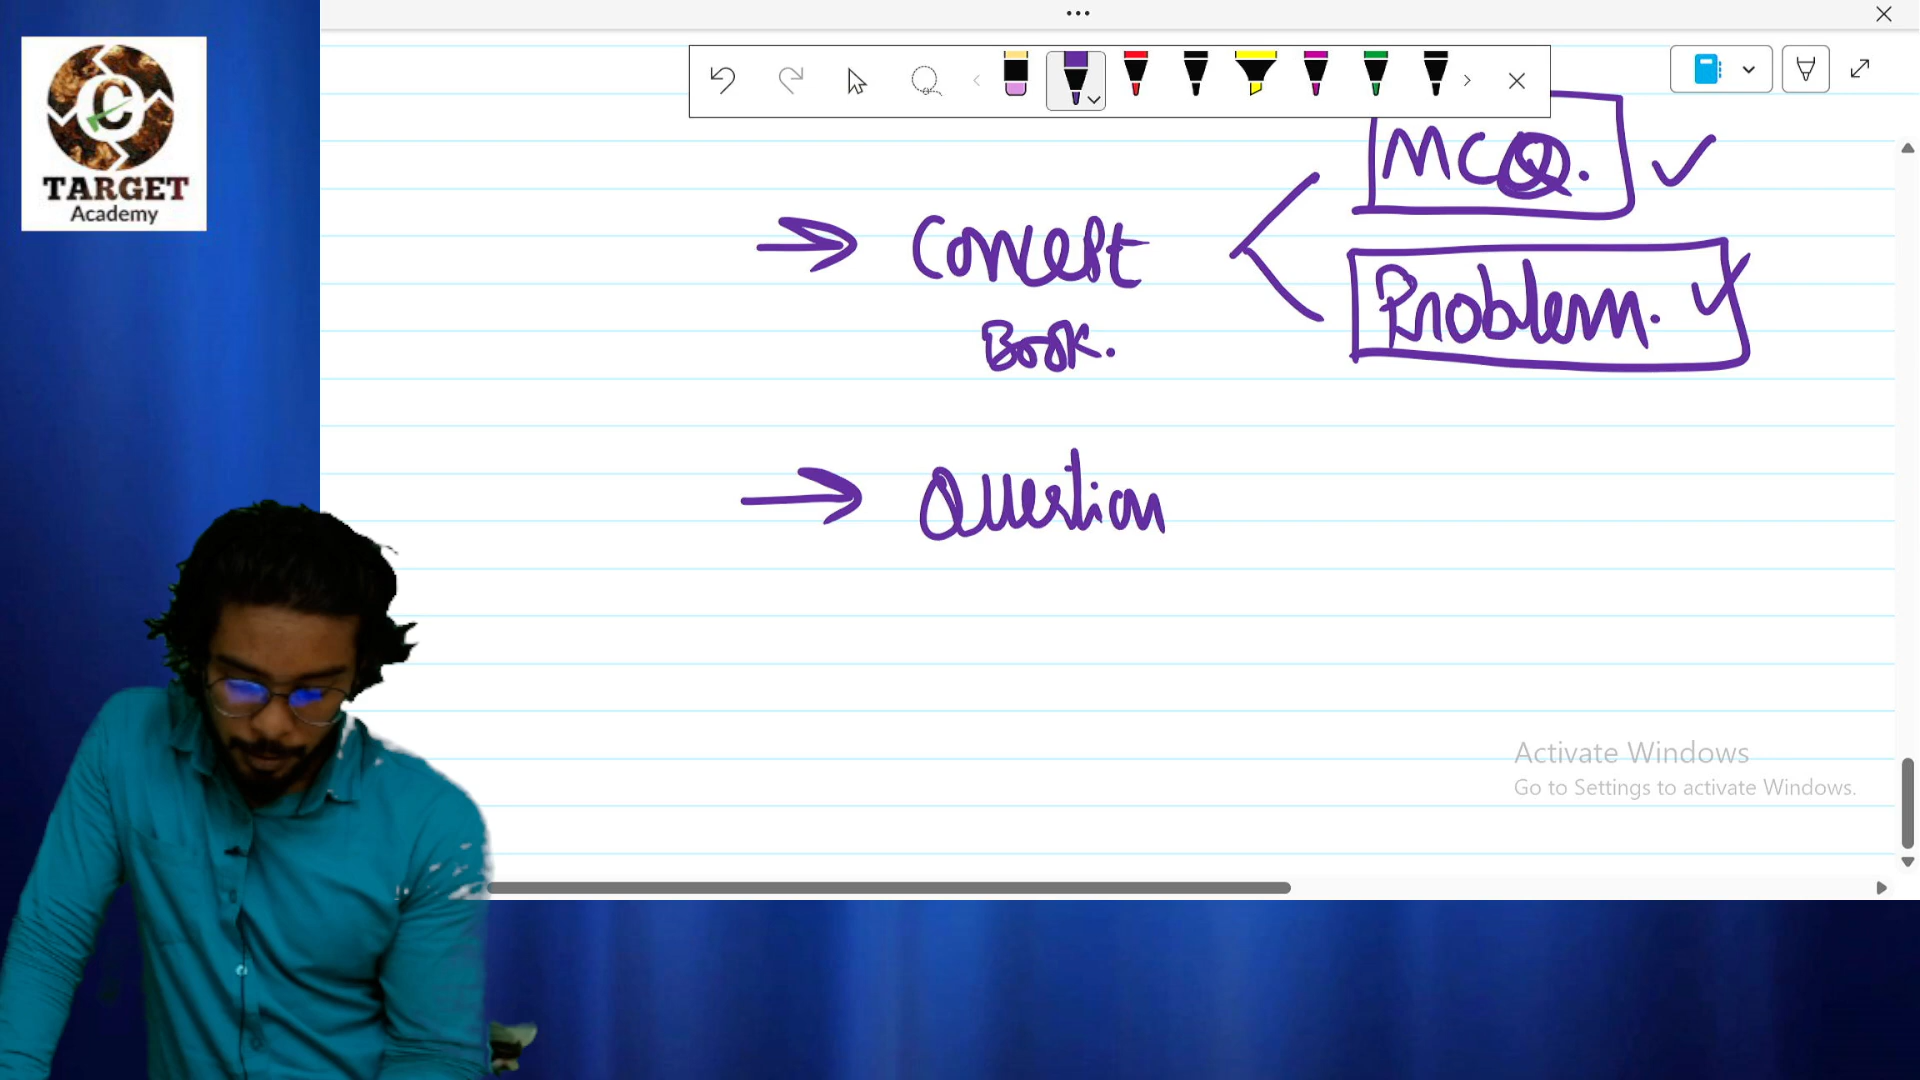 TARGET
Academy
MCQ.
→ Concept
Book.
Problem.
→ Question
Activate Windows
Go to Settings to activate Windows.